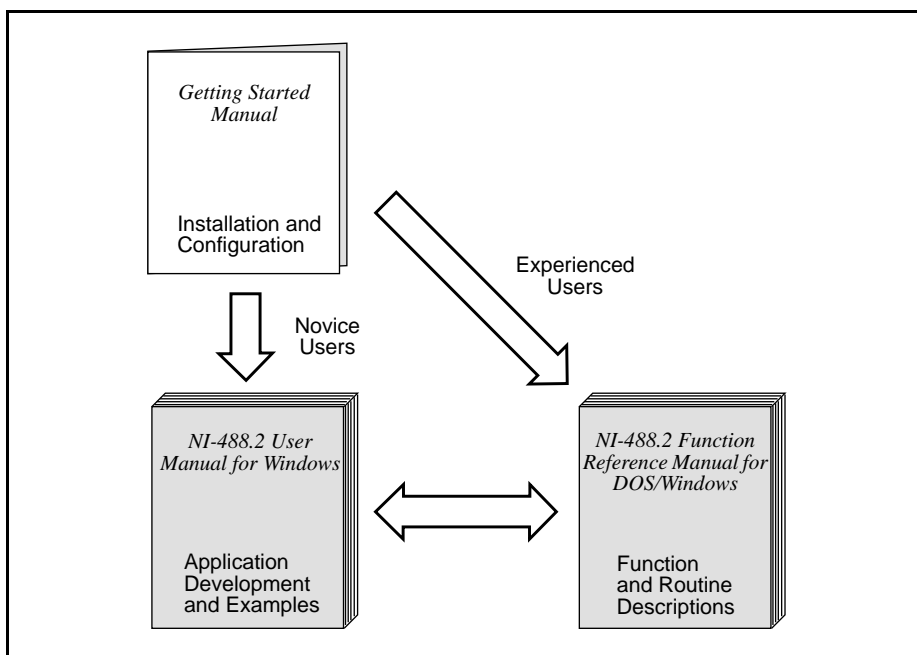 Getting Started
Manual
Installation and
Configuration
Experienced
Users
Novice
Users
NI-488.2 User
Manual for Windows
Application
Development
and Examples
NI-488.2 Function
Reference Manual for
DOS/Windows
Function
and Routine
Descriptions